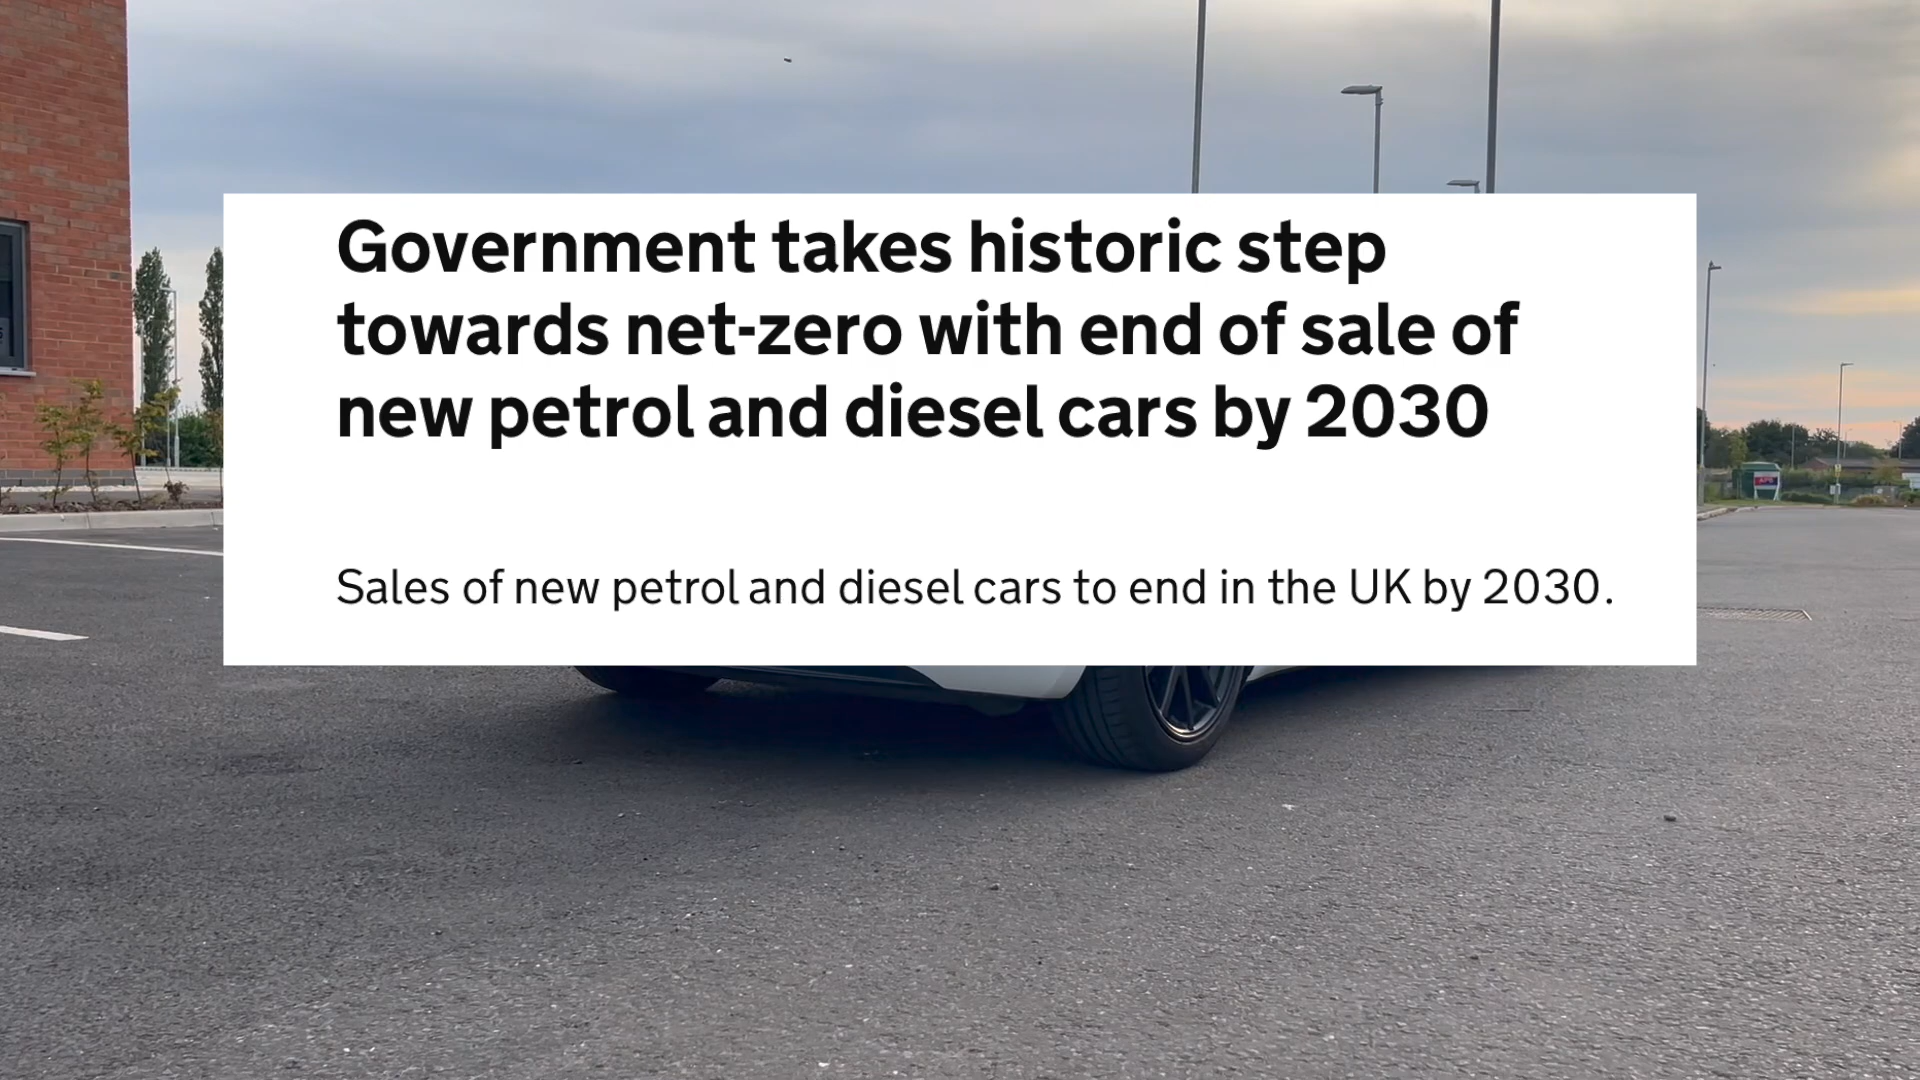 Government takes historic step
towards net-zero with end of sale of
new petrol and diesel cars by 2030
Sales of new petrol and diesel cars to end in the UK by 2030.